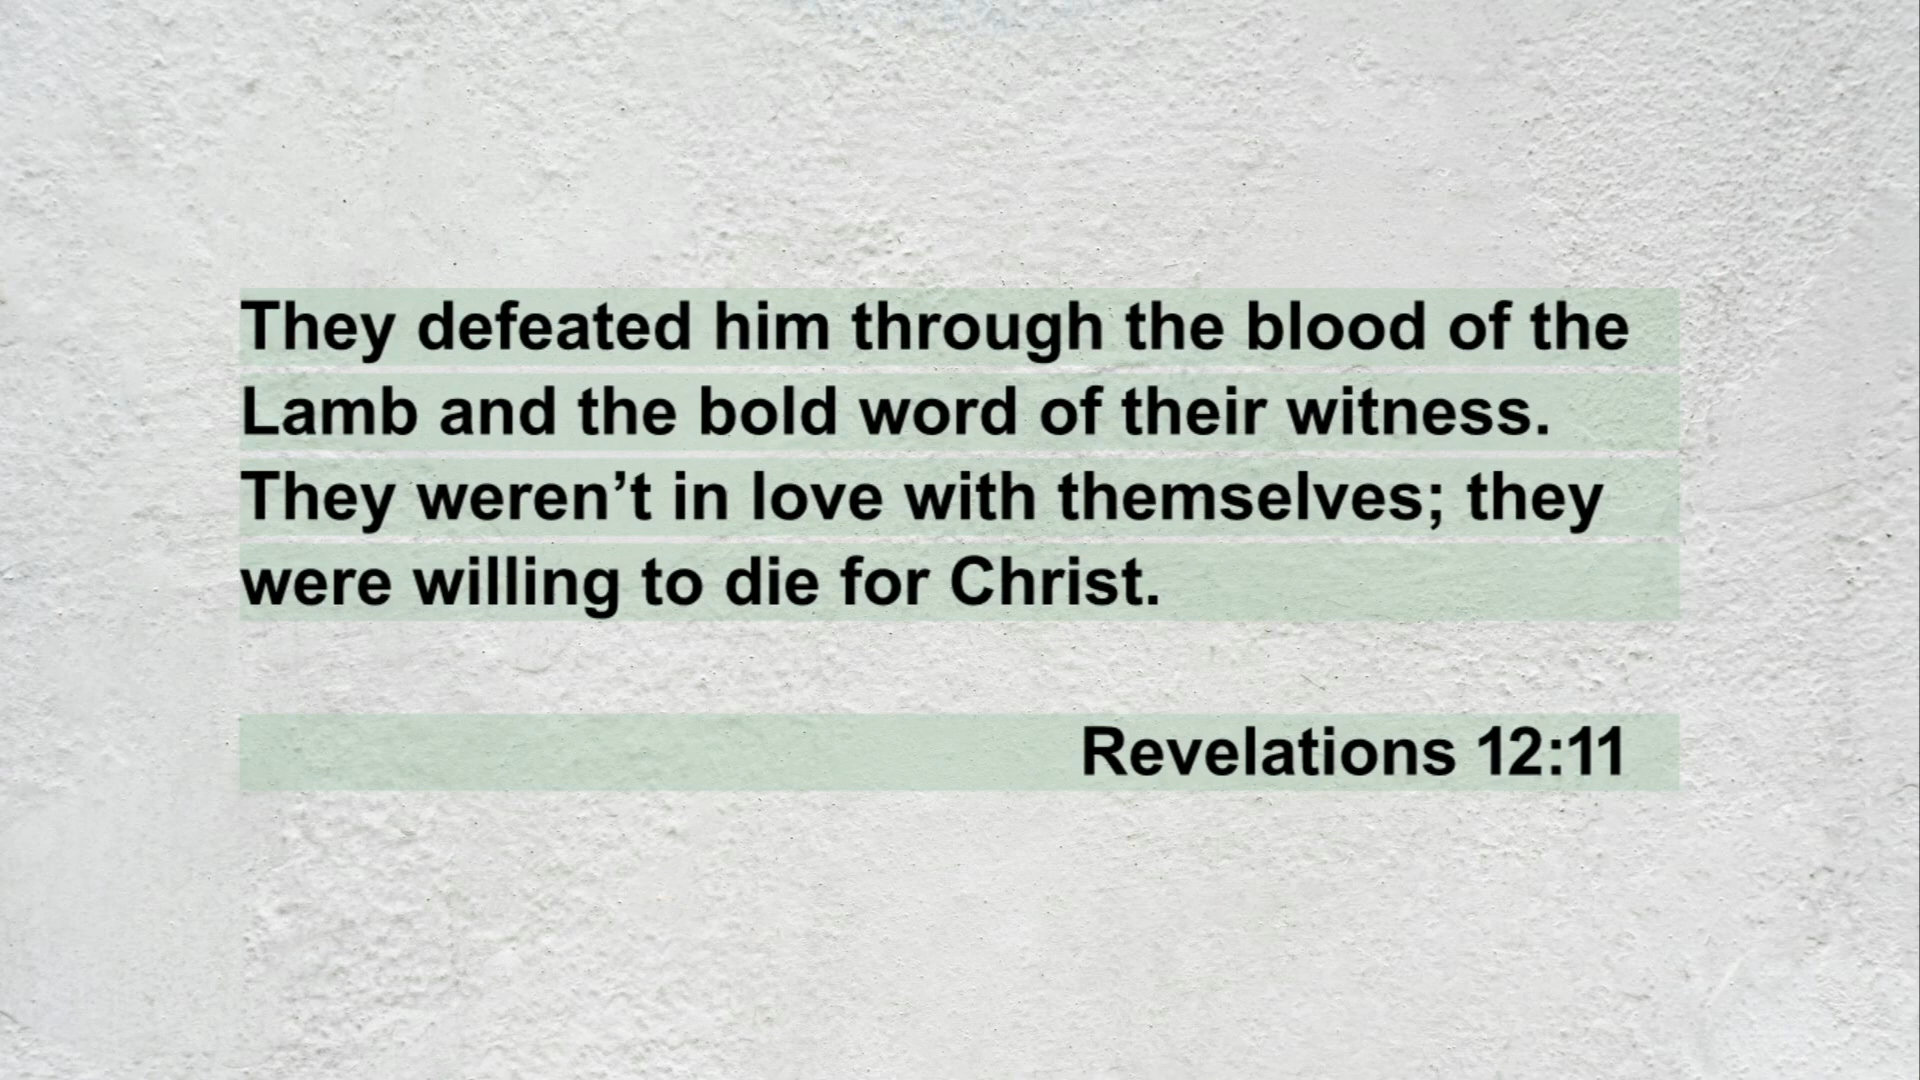 They defeated him through the blood of the
Lamb and the bold word of their witness.
They weren’t in love with themselves; they
were willing to die for Christ.
Revelations 12:11